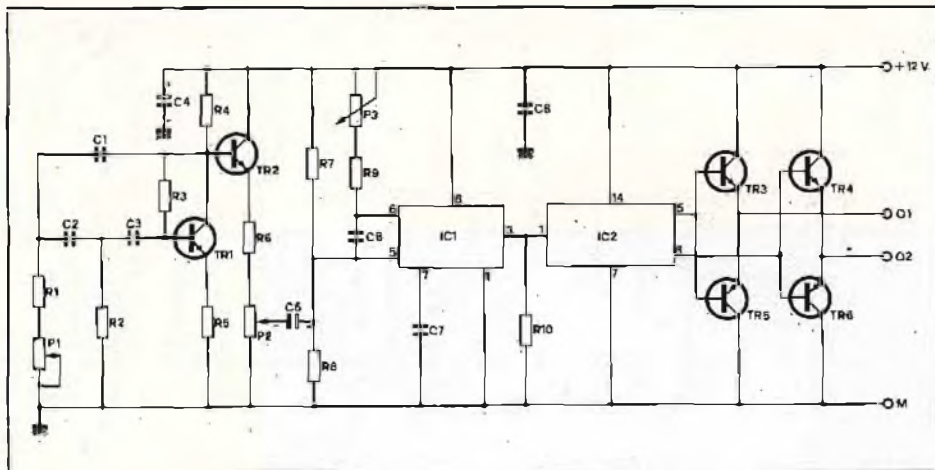 +12 V.
C4
R4
C6
P3
C1
TR2
R7
R3
R9
TR3
TR4
14
8
C2
C3
6
5
O1
TR1
R6
C8
IC1
3
1
IC2
8
O2
5
7
1
7
R1
TR5
TR6
R2
R5
C5
P2
C7
R10
P1
R8
M